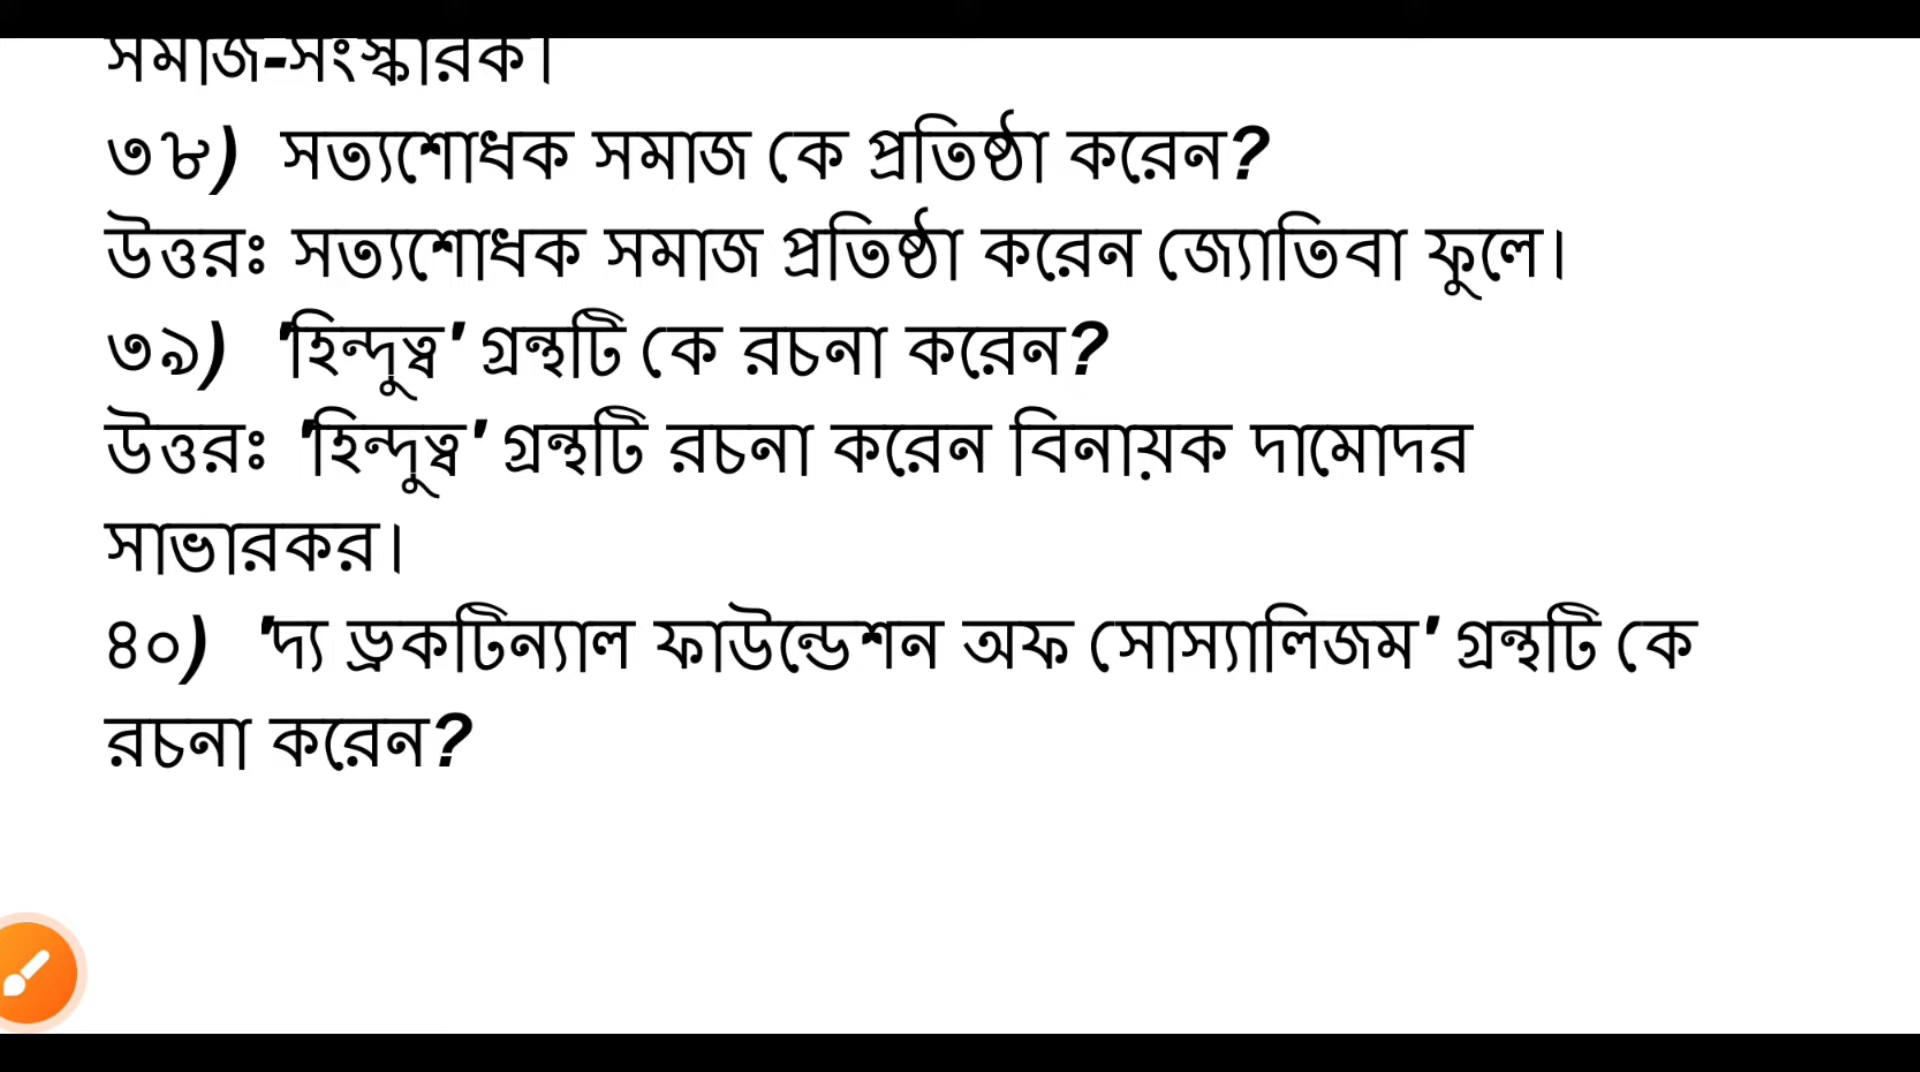 সমাজ-সংস্কারক।
৩৮) সত্যশোধক সমাজ কে প্রতিষ্ঠা করেন?
উত্তরঃ সত্যশোধক সমাজ প্রতিষ্ঠা করেন জ্যোতিবা ফুলে।
৩৯) 'হিন্দুত্ব' গ্রন্থটি কে রচনা করেন?
উত্তরঃ 'হিন্দুত্ব' গ্রন্থটি রচনা করেন বিনায়ক দামোদর
সাভারকর।
৪০) 'দ্য ড্রকটিন্যাল ফাউন্ডেশন অফ সোস্যালিজম' গ্রন্থটি কে
রচনা করেন?